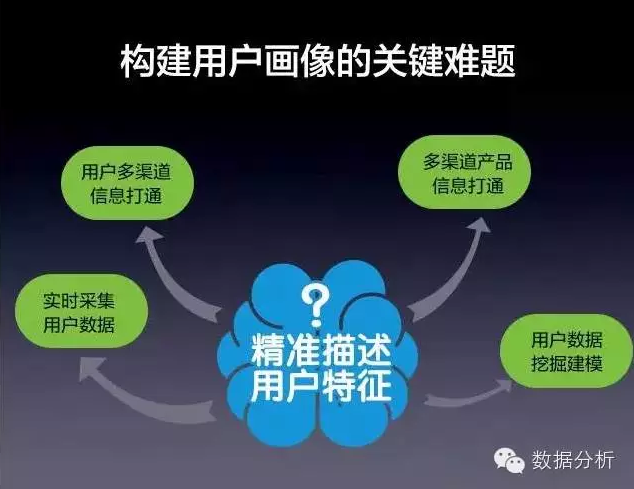 构建用户画像的关键难题
用户多渠道
信息打通
多渠道产品
信息打通
实时采集
用户数据
?
精准描述
用户特征
用户数据
挖掘建模
数据分析